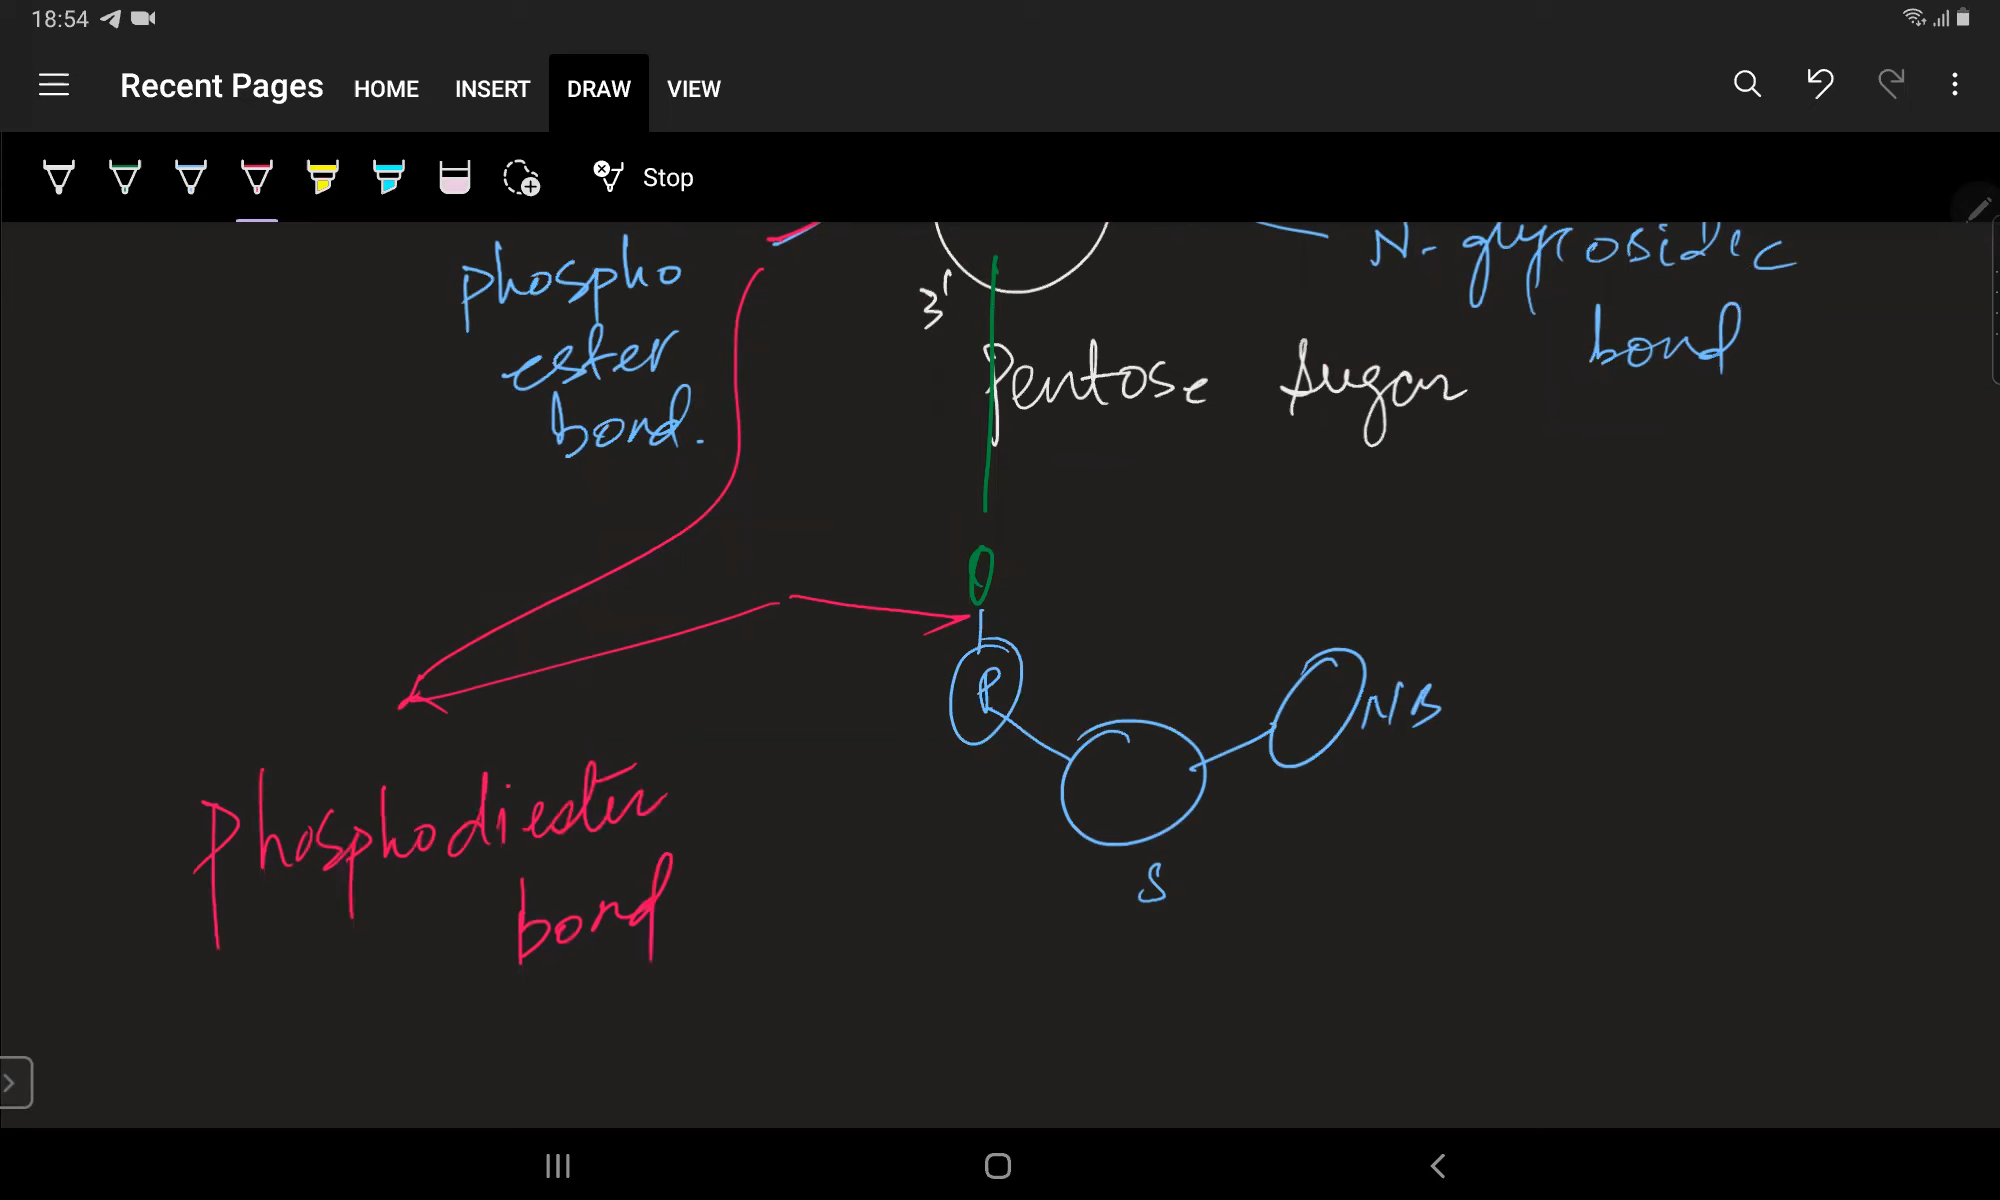 18:54
Recent Pages HOME INSERT DRAW VIEW
Stop
phospho
ester
bond.
3'
N-glycosidic
bond
Pentose Sugar
O
P
NB
S
Phosphodiester
bond